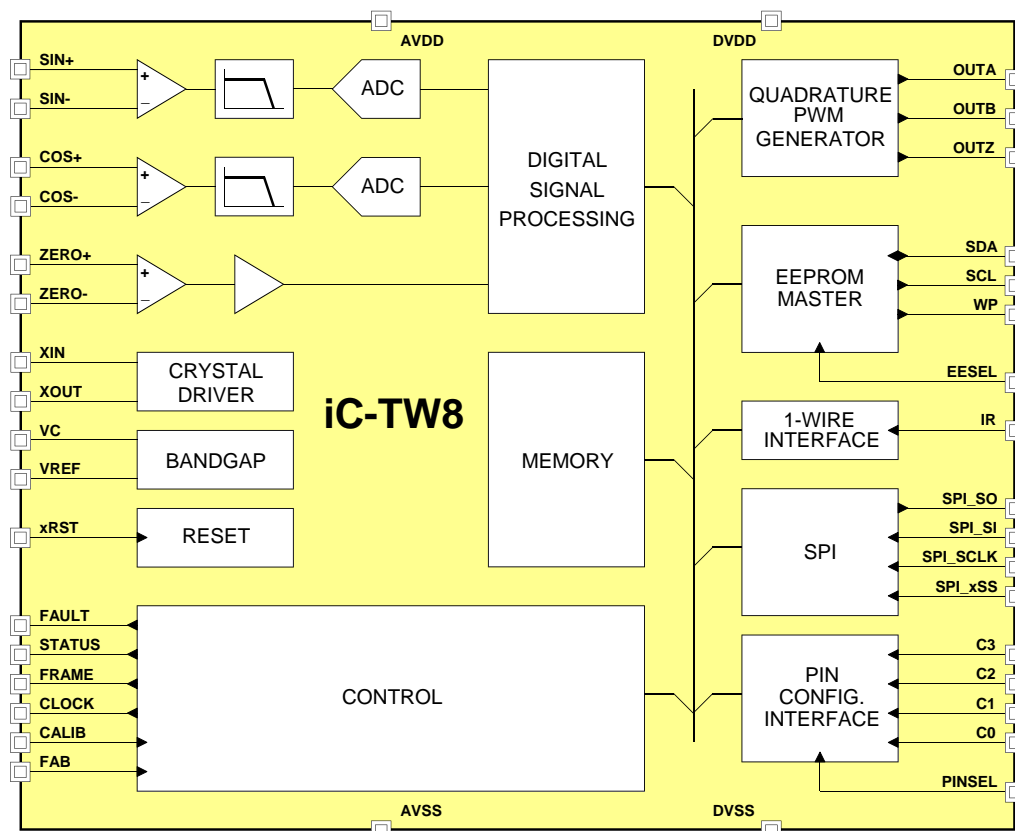 AVDD
DVDD
SIN+
SIN-
+
−
ADC
COS+
COS-
+
−
ADC
ZERO+
ZERO-
+
−
DIGITAL
SIGNAL
PROCESSING
QUADRATURE
PWM
GENERATOR
OUTA
OUTB
OUTZ
EEPROM
MASTER
SDA
SCL
WP
EESEL
XIN
XOUT
CRYSTAL
DRIVER
VC
VREF
BANDGAP
xRST
RESET
iC-TW8
MEMORY
1-WIRE
INTERFACE
IR
SPI
SPI_SO
SPI_SI
SPI_SCLK
SPI_xSS
FAULT
STATUS
FRAME
CLOCK
CALIB
FAB
CONTROL
PIN
CONFIG.
INTERFACE
C3
C2
C1
C0
PINSEL
AVSS
DVSS